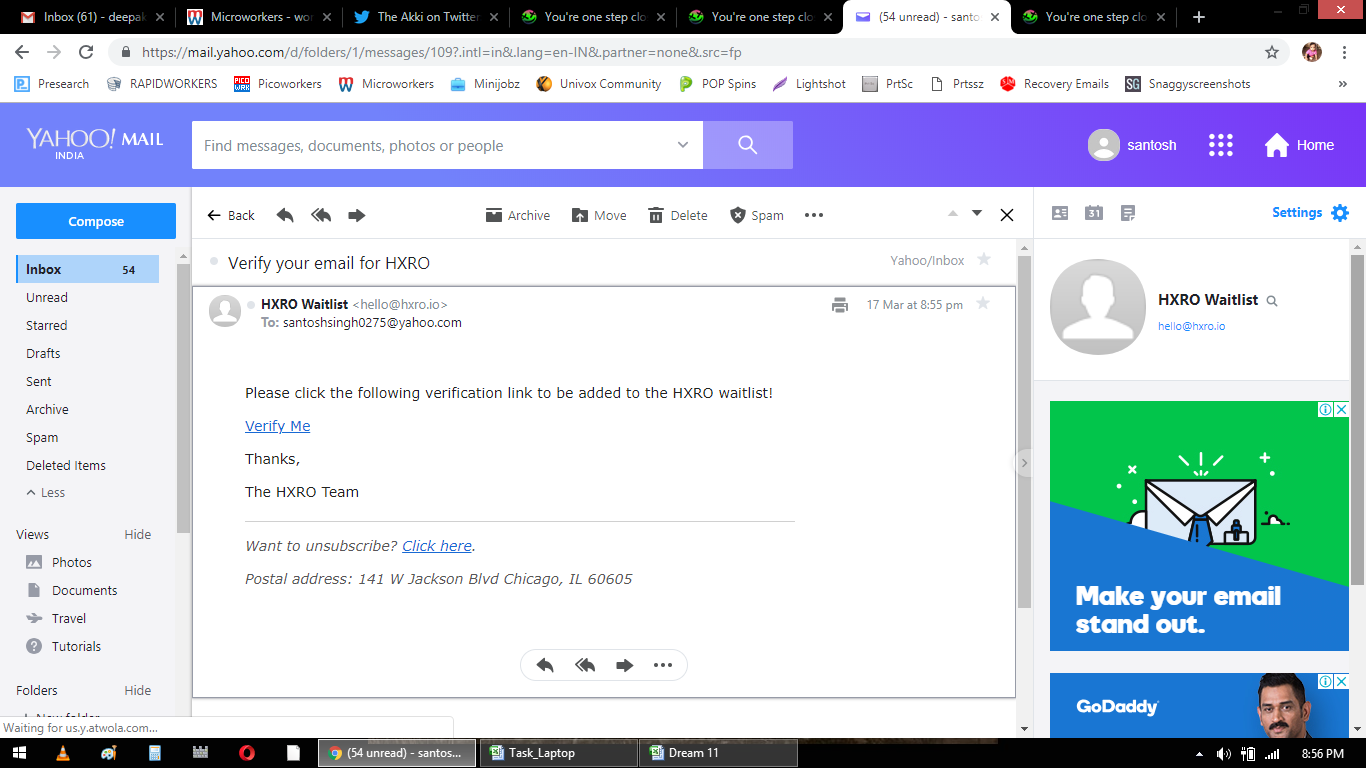 Inbox (61) - deepak
Microworkers - wor
The Akki on Twitter
You're one step clo
You're one step clo
(54 unread) - santo
You're one step clo
https://mail.yahoo.com/d/folders/1/messages/109?.intl=in&.lang=en-IN&.partner=none&.src=fp
Presearch
RAPIDWORKERS
Picoworkers
Microworkers
Minijobz
Univox Community
POP Spins
Lightshot
PrtSc
Prtssz
Recovery Emails
SG Snaggyscreenshots
»
YAHOO! MAIL
INDIA
Find messages, documents, photos or people
santosh
Home
Compose
Back
Archive
Move
Delete
Spam
Settings
Inbox 54
Unread
Starred
Drafts
Sent
Archive
Spam
Deleted Items
Less
Views Hide
Photos
Documents
Travel
Tutorials
Folders Hide
Verify your email for HXRO
Yahoo/Inbox
HXRO Waitlist <hello@hxro.io>
17 Mar at 8:55 pm
To: santoshsingh0275@yahoo.com
Please click the following verification link to be added to the HXRO waitlist!
Verify Me
Thanks,
The HXRO Team
Want to unsubscribe? Click here.
Postal address: 141 W Jackson Blvd Chicago, IL 60605
HXRO Waitlist
hello@hxro.io
Make your email
stand out.
GoDaddy
Waiting for us.y.atwola.com...
(54 unread) - santos...
Task_Laptop
Dream 11
8:56 PM